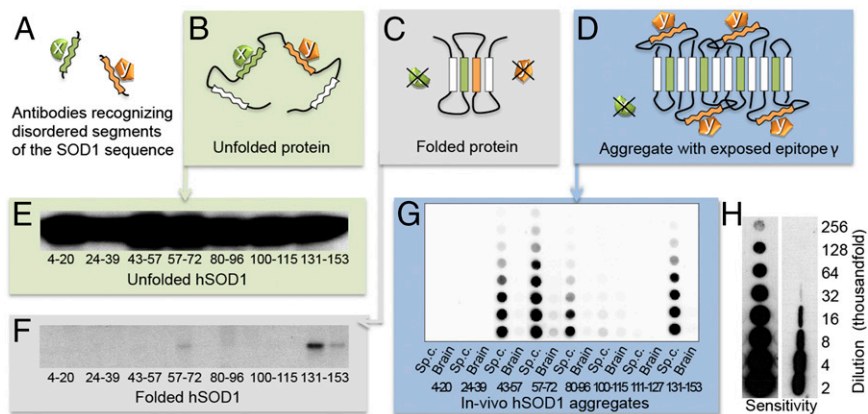 A
B
C
D
x
y
x
y
x
y
y
y
y
x
Antibodies recognizing
disordered segments
of the SOD1 sequence
Unfolded protein
Folded protein
Aggregate with exposed epitope γ
E
4-20 24-39 43-57 57-72 80-96 100-115 131-153
Unfolded hSOD1
F
4-20 24-39 43-57 57-72 80-96 100-115 131-153
Folded hSOD1
G
Sp.c. Brain Sp.c. Brain Sp.c. Brain Sp.c. Brain Sp.c. Brain Sp.c. Brain Sp.c. Brain Sp.c. Brain
4-20 24-39 43-57 57-72 80-96 100-115 111-127 131-153
In-vivo hSOD1 aggregates
H
256
128
64
32
16
8
4
2
Dilution (thousandfold)
Sensitivity